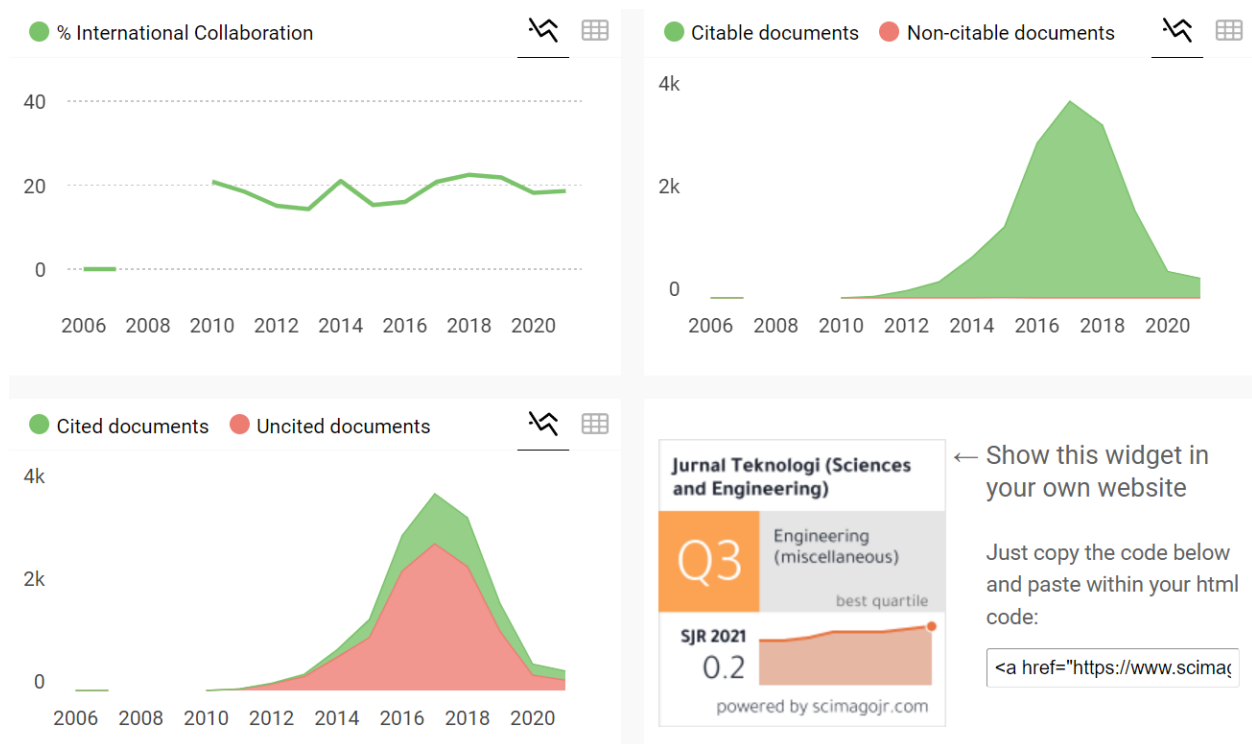 % International Collaboration
40
20
0
2006 2008 2010 2012 2014 2016 2018 2020
Citable documents Non-citable documents
4k
2k
0
2006 2008 2010 2012 2014 2016 2018 2020
Cited documents Uncited documents
4k
2k
0
2006 2008 2010 2012 2014 2016 2018 2020
Jurnal Teknologi (Sciences
and Engineering)
Q3
Engineering
(miscellaneous)
best quartile
SJR 2021
0.2
powered by scimagojr.com
← Show this widget in
your own website
Just copy the code below
and paste within your html
code:
<a href="https://www.scimag